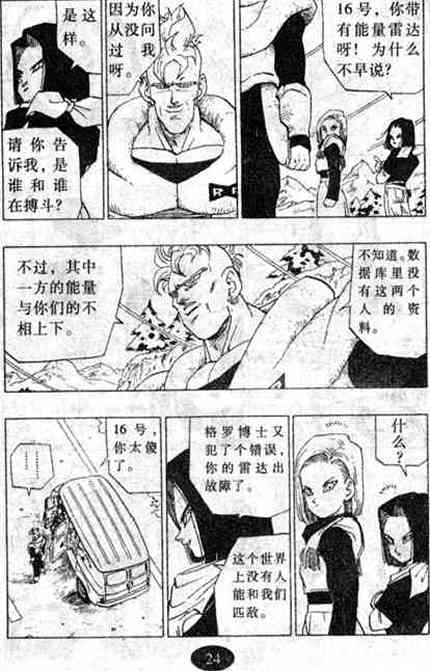 16号，你带
有能量雷达
呀！为什么
不早说？
因为你
从没问
过我
呀。
R R
是这
样。
请你告
诉我，是
谁和谁
在搏斗？
不知道。数
据库里没
有这两个
人的资
料。
不过，其中
一方的能量
与你们的不
相上下。
什么？
格罗博士又
犯了个错误，
你的雷达出
故障了。
这个世界
上没有人
能和我们
匹敌。
16号，
你太傻
了。
………
24